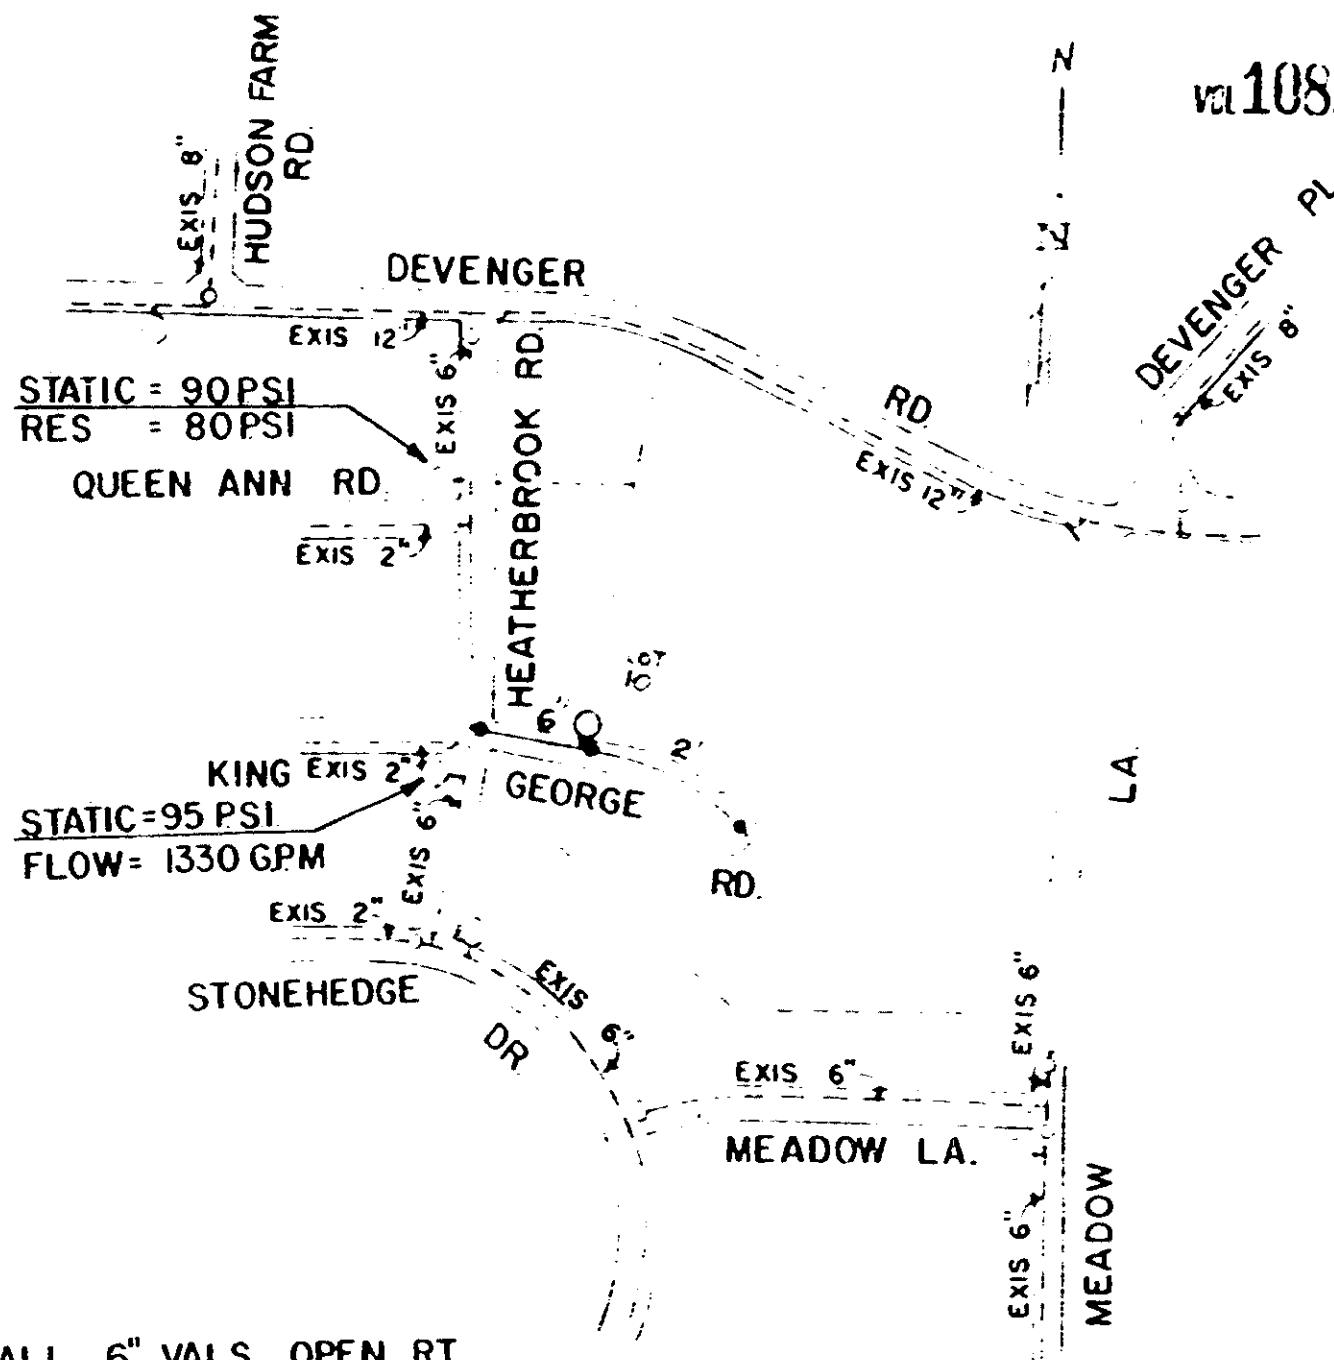 HUDSON FARM
RD.
EXIS 8"
N
VOL 108
DEVENGER
DEVENGER PL
EXIS 8"
EXIS 12"
EXIS 6"
HEATHERBROOK RD.
RD.
EXIS 12"
STATIC = 90 PSI
RES = 80 PSI
QUEEN ANN RD.
EXIS 2"
LOT
10
6"
2"
KING
EXIS 2"
GEORGE
RD.
STATIC = 95 PSI
FLOW = 1330 GPM
EXIS 6"
EXIS 2"
STONEHEDGE
DR
EXIS 6"
LA.
EXIS 6"
EXIS 6"
MEADOW LA.
EXIS 6"
MEADOW
ALL 6" VALS OPEN RT